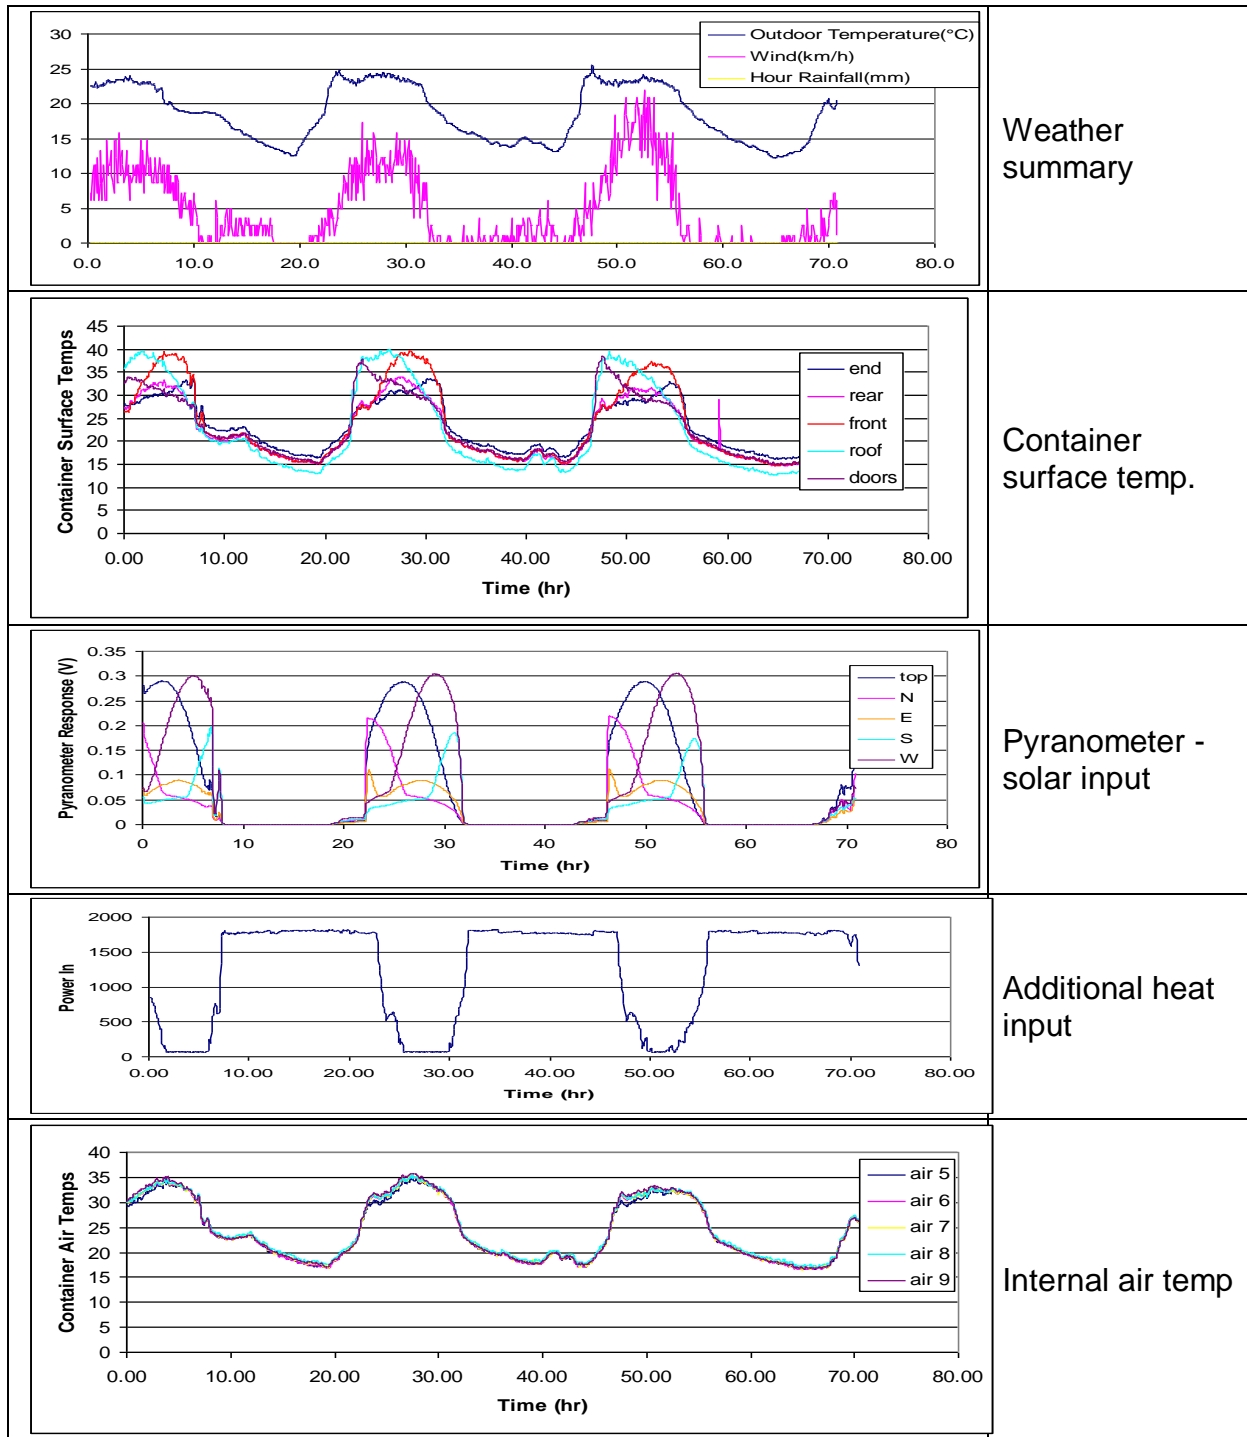 30
25
20
15
10
5
0
0.0 10.0 20.0 30.0 40.0 50.0 60.0 70.0 80.0
Outdoor Temperature(°C)
Wind(km/h)
Hour Rainfall(mm)
Weather
summary
Container Surface Temps
45
40
35
30
25
20
15
10
5
0
0.00 10.00 20.00 30.00 40.00 50.00 60.00 70.00 80.00
Time (hr)
end
rear
front
roof
doors
Container
surface temp.
Pyranometer Response (V)
0.35
0.3
0.25
0.2
0.15
0.1
0.05
0
0 10 20 30 40 50 60 70 80
Time (hr)
top
N
E
S
W
Pyranometer -
solar input
Power In
2000
1500
1000
500
0
0.00 10.00 20.00 30.00 40.00 50.00 60.00 70.00 80.00
Time (hr)
Additional heat
input
Container Air Temps
40
35
30
25
20
15
10
5
0
0.00 10.00 20.00 30.00 40.00 50.00 60.00 70.00 80.00
Time (hr)
air 5
air 6
air 7
air 8
air 9
Internal air temp